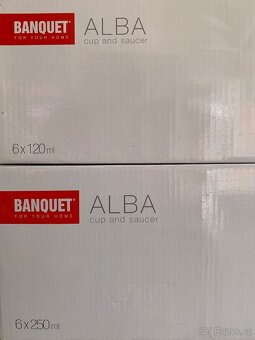 BANQUET®
FOR YOUR HOME
ALBA
cup and saucer
6x120ml
BANQUET®
FOR YOUR HOME
ALBA
cup and saucer
6x250ml